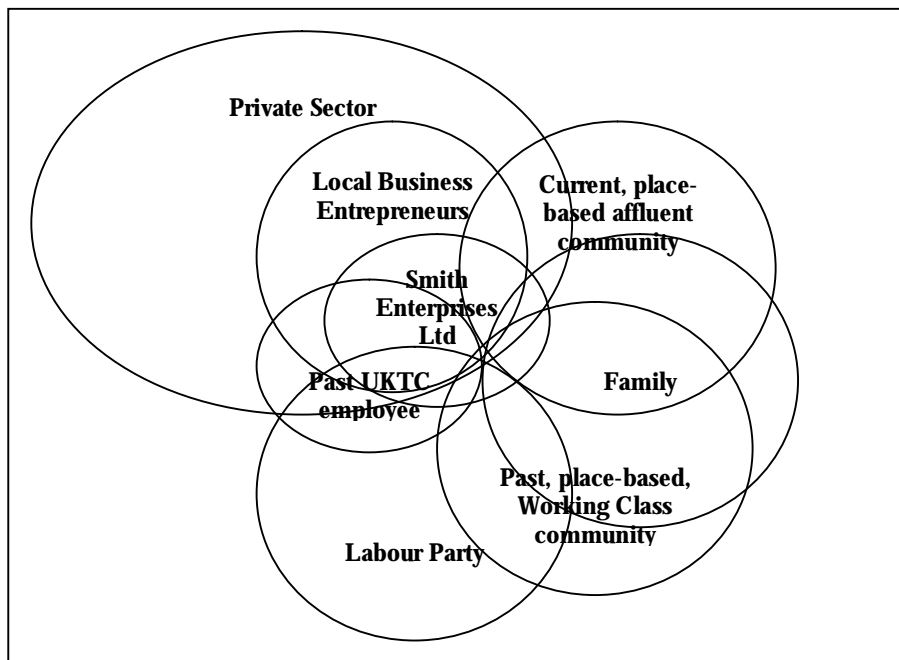 Private Sector
Local Business
Entrepreneurs
Current, place-
based affluent
community
Smith
Enterprises
Ltd
Past UKTC
employee
Family
Past, place-based,
Working Class
community
Labour Party